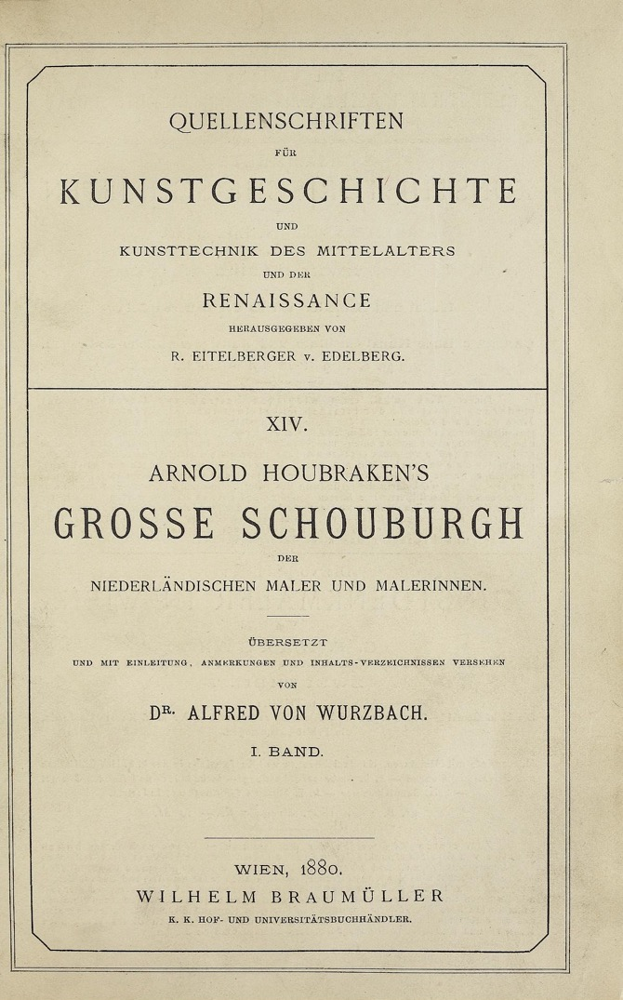 QUELLENSCHRIFTEN
FÜR
KUNSTGESCHICHTE
UND
KUNSTTECHNIK DES MITTELALTERS
UND DER
RENAISSANCE
HERAUSGEGEBEN VON
R. EITELBERGER v. EDELBERG.
XIV.
ARNOLD HOUBRAKEN'S
GROSSE SCHOUBURGH
DER
NIEDERLÄNDISCHEN MALER UND MALERINNEN.
ÜBERSETZT
UND MIT EINLEITUNG, ANMERKUNGEN UND INHALTS-VERZEICHNISSEN VERSEHEN
VON
DR. ALFRED VON WURZBACH.
I. BAND.
WIEN, 1880.
WILHELM BRAUMÜLLER
K. K. HOF- UND UNIVERSITÄTSBUCHHÄNDLER.